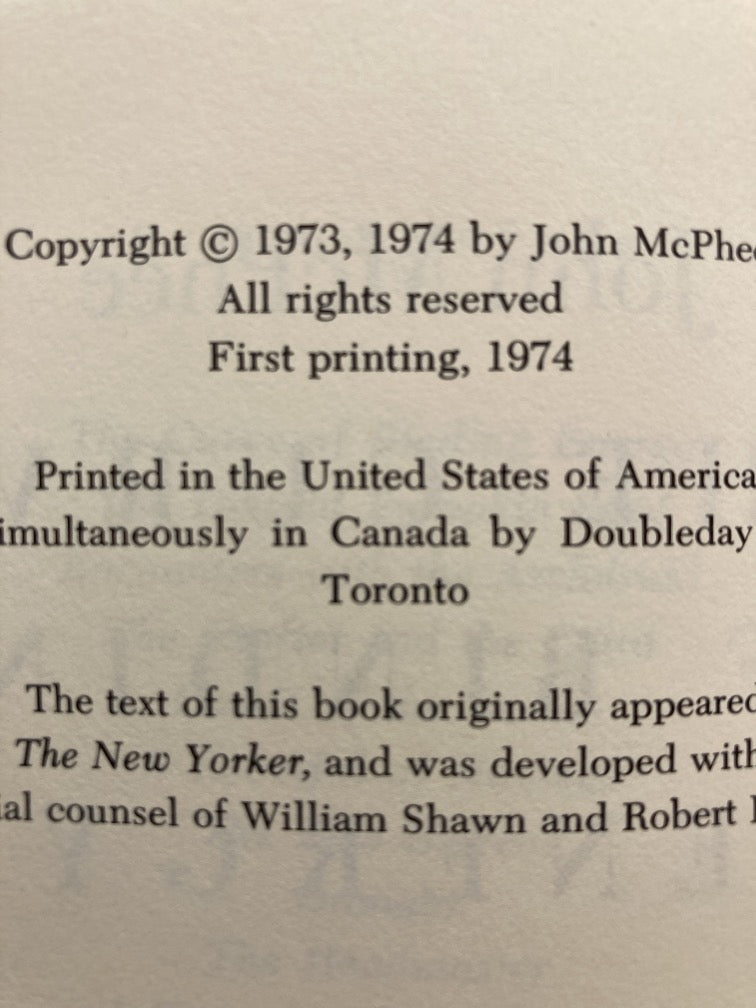 Copyright © 1973, 1974 by John McPhe
All rights reserved
First printing, 1974
Printed in the United States of America
imultaneously in Canada by Doubleday
Toronto
The text of this book originally appeared
The New Yorker, and was developed with
ial counsel of William Shawn and Robert